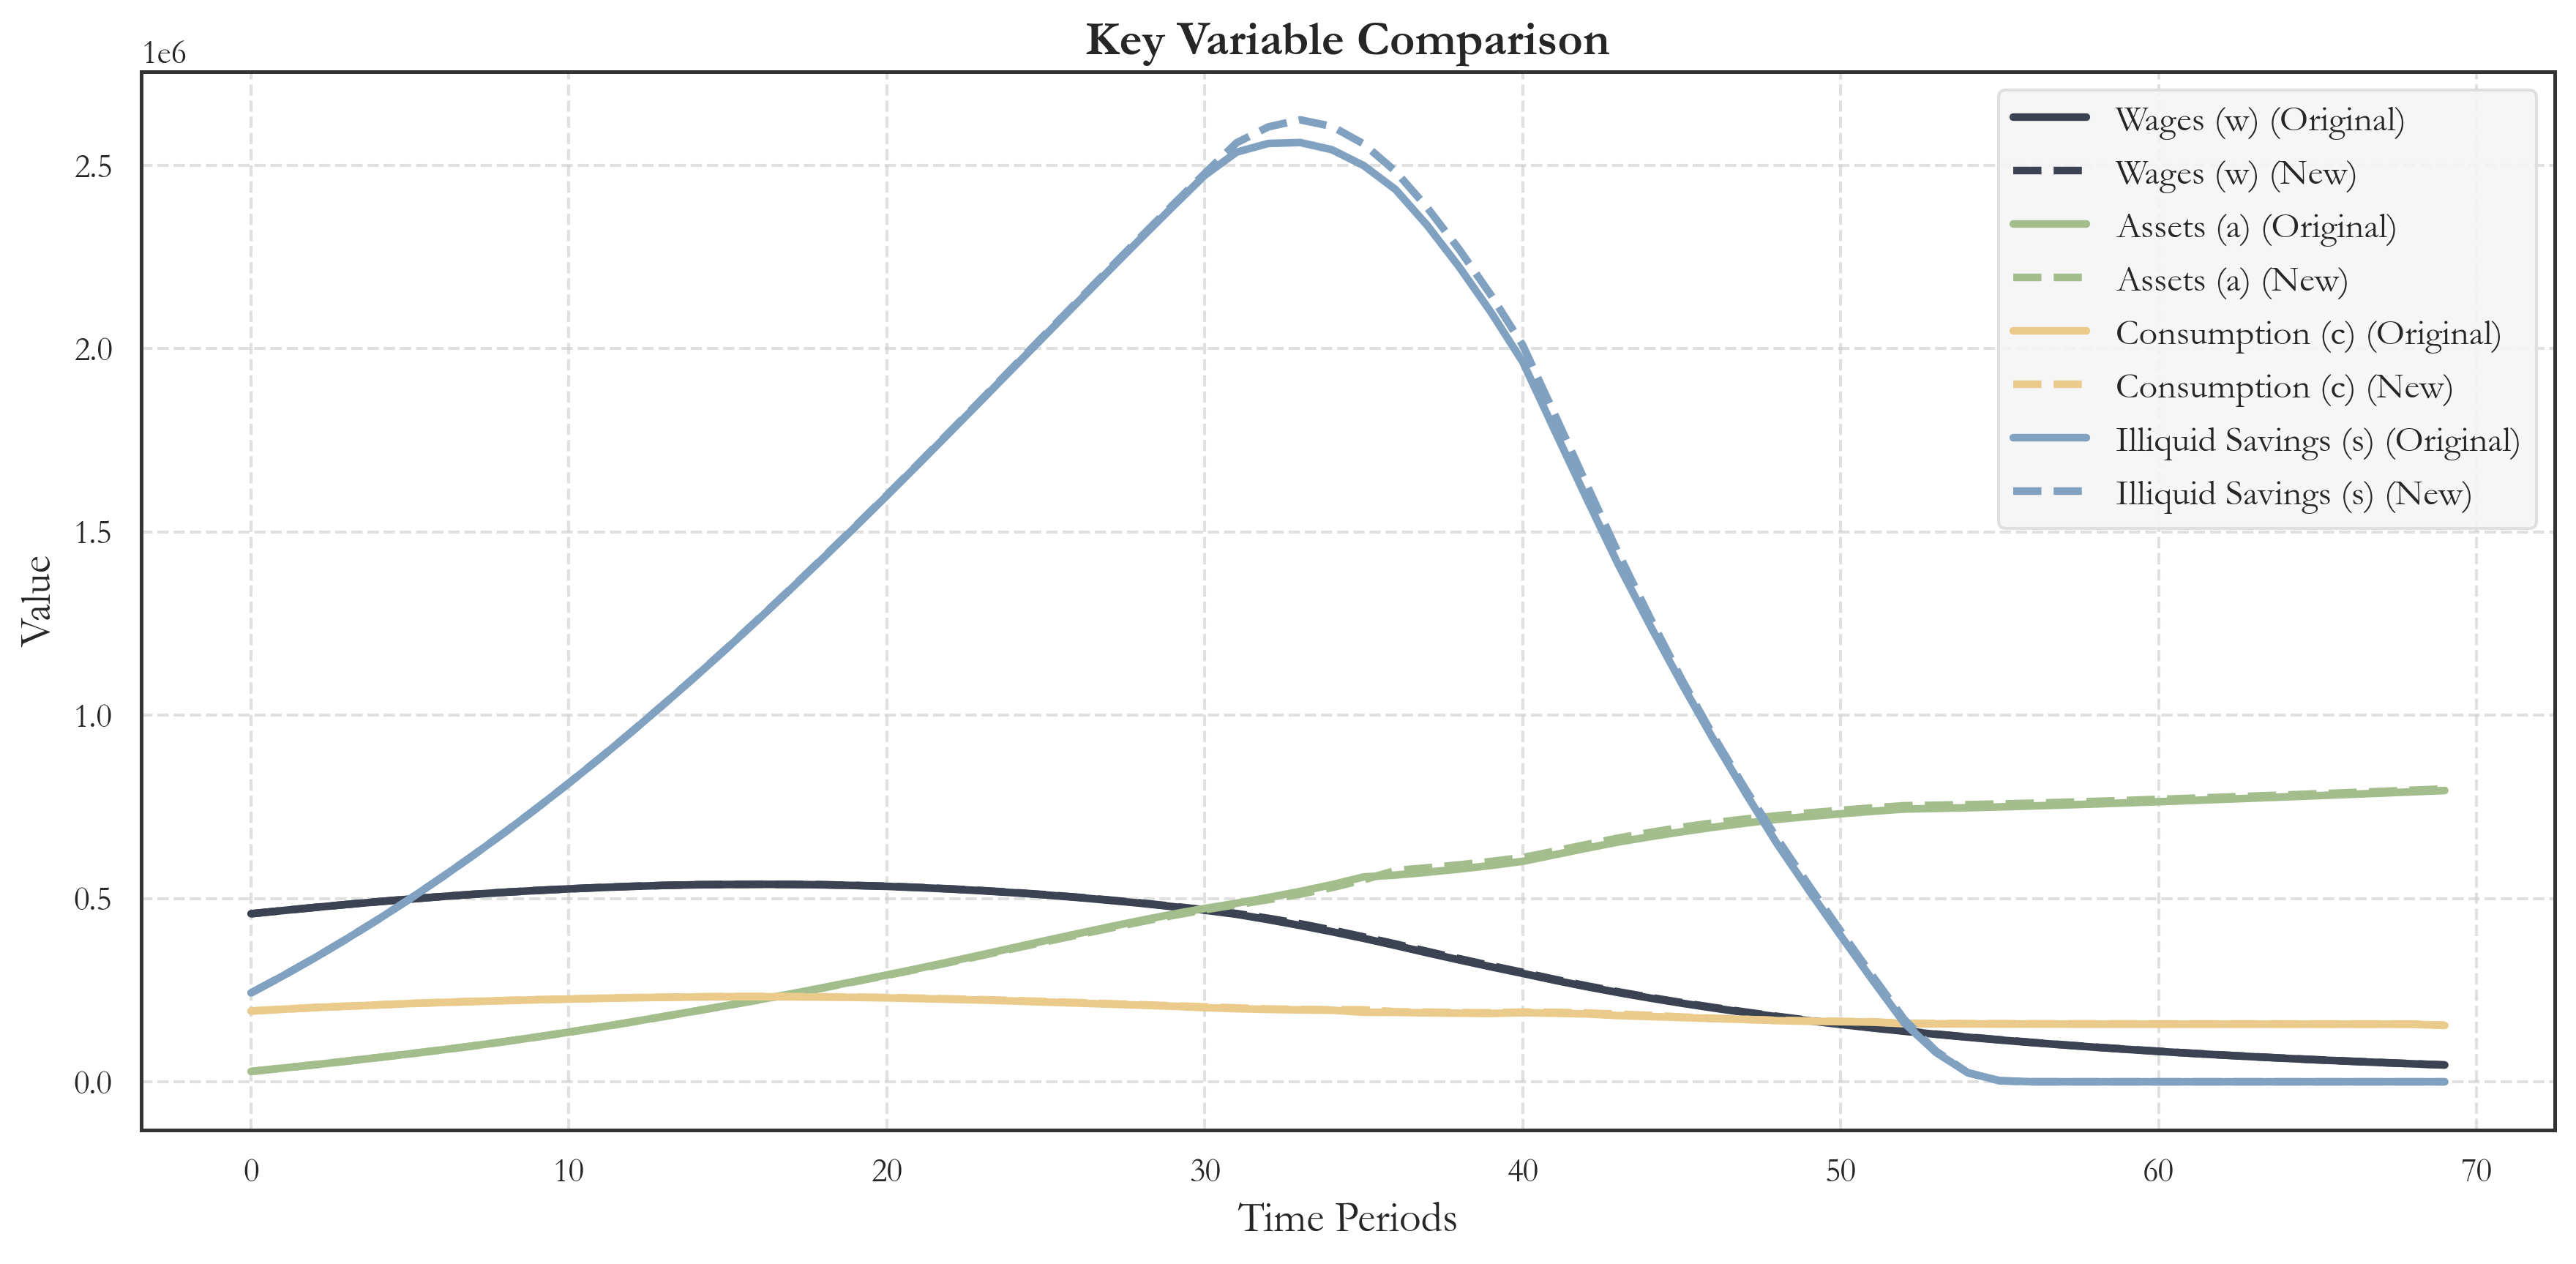 Key Variable Comparison
1e6
2.5
2.0
1.5
1.0
0.5
0.0
Value
0 10 20 30 40 50 60 70
Time Periods
Wages (w) (Original)
Wages (w) (New)
Assets (a) (Original)
Assets (a) (New)
Consumption (c) (Original)
Consumption (c) (New)
Illiquid Savings (s) (Original)
Illiquid Savings (s) (New)